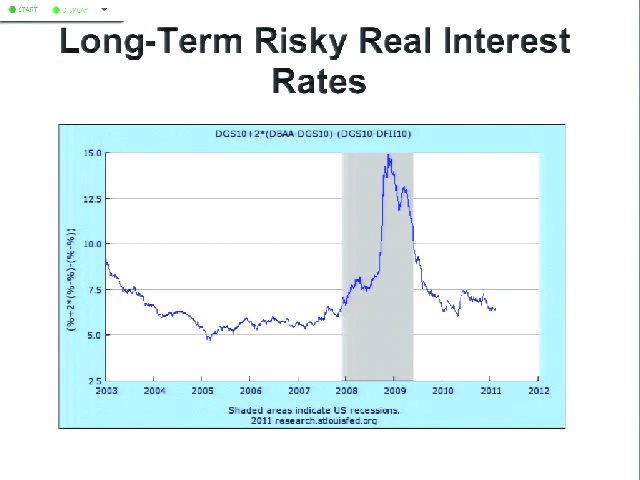 START DISPLAY
Long-Term Risky Real Interest
Rates
DGS10+2*(DBAA-DGS10)-(DGS10-DFII10)
15.0
12.5
10.0
7.5
5.0
2.5
(%+2*(%-%)-(%-%))
2003 2004 2005 2006 2007 2008 2009 2010 2011 2012
Shaded areas indicate US recessions.
2011 research.stlouisfed.org